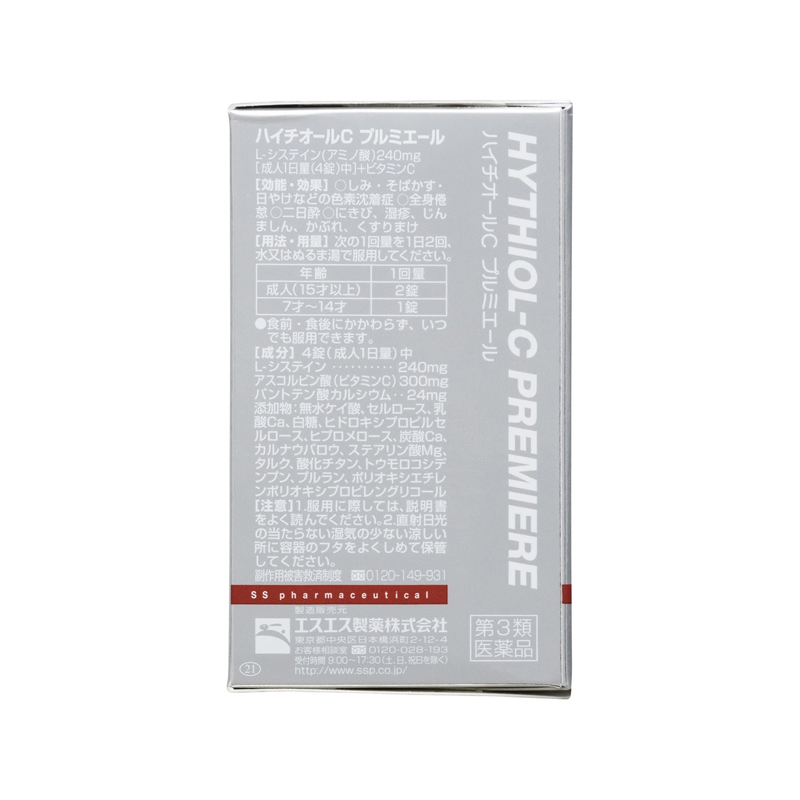 ハイチオールC プルミエール
L-システイン(アミノ酸)240mg
[成人1日量(4錠)中]+ビタミンC
【効能・効果】○しみ・そばかす・
日やけなどの色素沈着症○全身倦
怠○二日酔○にきび、湿疹、じん
ましん、かぶれ、くすりまけ
【用法・用量】次の1回量を1日2回、
水又はぬるま湯で服用してください。
年齢 1回量
成人(15才以上) 2錠
7才〜14才 1錠
●食前・食後にかかわらず、いつ
でも服用できます。
【成分】4錠(成人1日量)中
L-システイン‥‥‥‥‥240mg
アスコルビン酸(ビタミンC)300mg
パントテン酸カルシウム‥24mg
添加物:無水ケイ酸、セルロース、乳
酸Ca、白糖、ヒドロキシプロピルセ
ルロース、ヒプロメロース、炭酸Ca、
カルナウバロウ、ステアリン酸Mg、
タルク、酸化チタン、トウモロコシデ
ンプン、プルラン、ポリオキシエチレ
ンポリオキシプロピレングリコール
【注意】1.服用に際しては、説明書
をよく読んでください。2.直射日光
の当たらない湿気の少ない涼しい
所に容器のフタをよくしめて保管
してください。
副作用被害救済制度 0120-149-931
SS pharmaceutical
製造販売元
エスエス製薬株式会社
東京都中央区日本橋浜町2-12-4
お客様相談室 0120-028-193
受付時間 9:00〜17:30(土、日、祝日を除く)
http://www.ssp.co.jp/
21
HYTHIOL-C PREMIERE
ハイチオールC プルミエール
第3類
医薬品